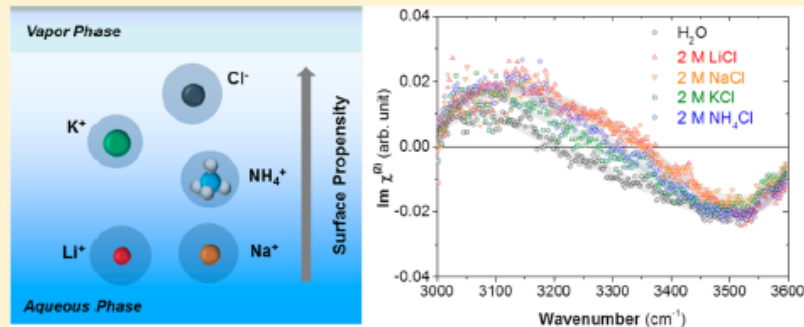 Vapor Phase
Cl⁻
K⁺
NH₄⁺
Li⁺
Na⁺
Aqueous Phase
Surface Propensity
0.04
0.02
0.00
-0.02
-0.04
Im χ⁽²⁾ (arb. unit)
H₂O
2 M LiCl
2 M NaCl
2 M KCl
2 M NH₄Cl
3000 3100 3200 3300 3400 3500 3600
Wavenumber (cm⁻¹)